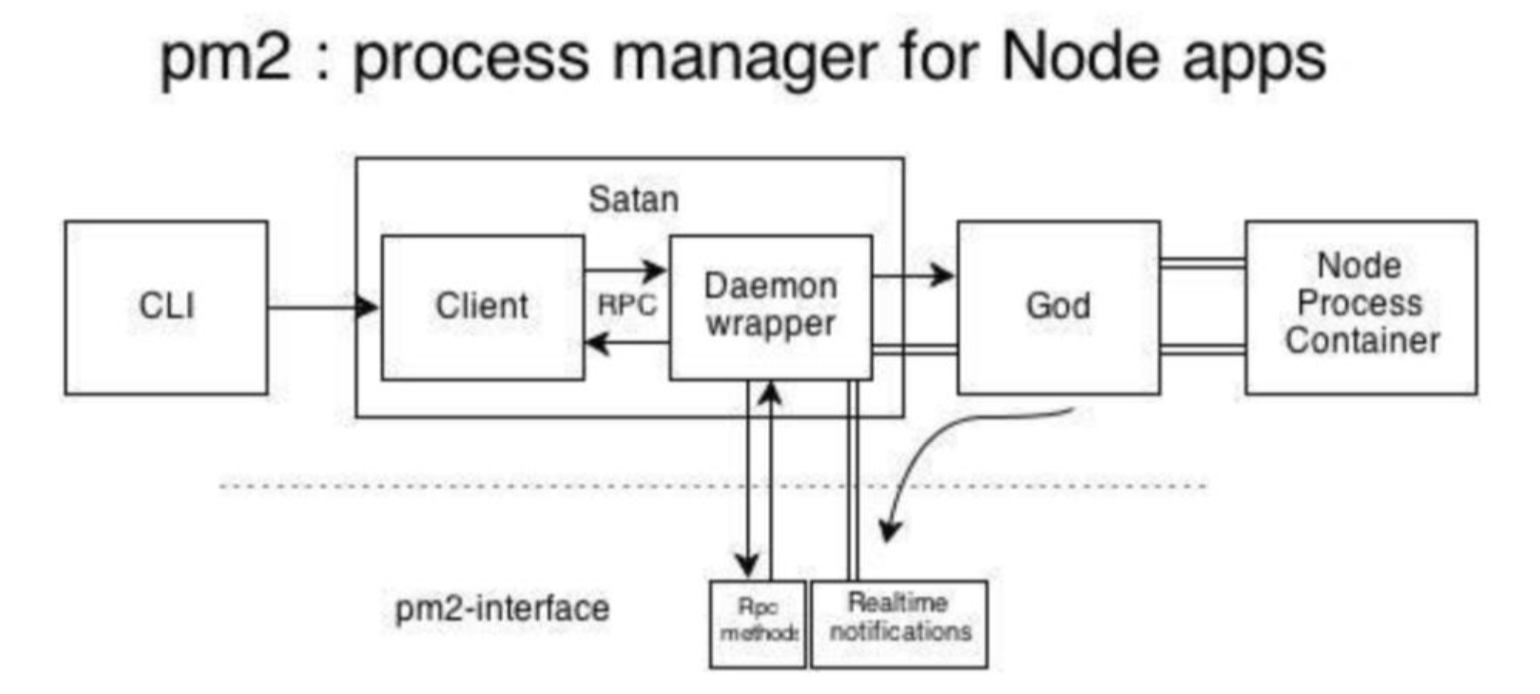 pm2 : process manager for Node apps
Satan
CLI
Client
RPC
Daemon
wrapper
God
Node
Process
Container
pm2-interface
Rpc
methods
Realtime
notifications